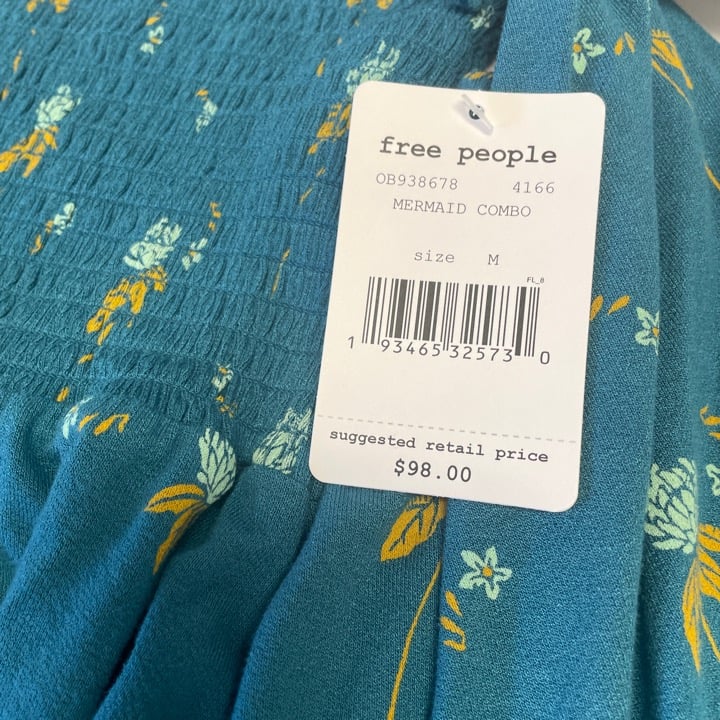 free people
OB938678 4166
MERMAID COMBO
size M
FL_8
1 93465 32573 0
suggested retail price
$98.00